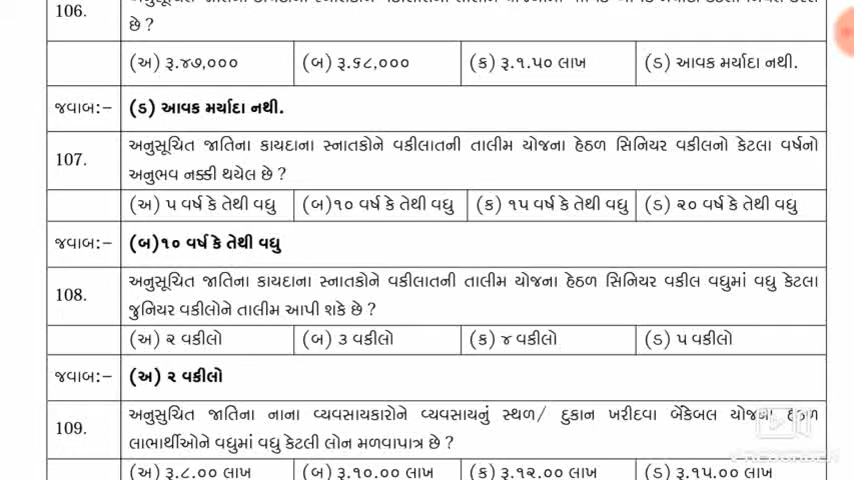 106.
છે ?
(અ) રૂ.૪૭,૦૦૦ (બ) રૂ.૬૮,૦૦૦ (ક) રૂ.૧.૫૦ લાખ (ડ) આવક મર્યાદા નથી.
જવાબ:– (ડ) આવક મર્યાદા નથી.
107. અનુસૂચિત જાતિના કાયદાના સ્નાતકોને વકીલાતની તાલીમ યોજના હેઠળ સિનિયર વકીલનો કેટલા વર્ષનો
અનુભવ નક્કી થયેલ છે ?
(અ) ૫ વર્ષ કે તેથી વધુ (બ)૧૦ વર્ષ કે તેથી વધુ (ક) ૧૫ વર્ષ કે તેથી વધુ (ડ) ૨૦ વર્ષ કે તેથી વધુ
જવાબ:– (બ)૧૦ વર્ષ કે તેથી વધુ
108. અનુસૂચિત જાતિના કાયદાના સ્નાતકોને વકીલાતની તાલીમ યોજના હેઠળ સિનિયર વકીલ વધુમાં વધુ કેટલા
જુનિયર વકીલોને તાલીમ આપી શકે છે ?
(અ) ૨ વકીલો (બ) ૩ વકીલો (ક) ૪ વકીલો (ડ) ૫ વકીલો
જવાબ:– (અ) ૨ વકીલો
109. અનુસુચિત જાતિના નાના વ્યવસાયકારોને વ્યવસાયનું સ્થળ/ દુકાન ખરીદવા બેંકેબલ યોજના હેઠળ
લાભાર્થીઓને વધુમાં વધુ કેટલી લોન મળવાપાત્ર છે ?
(અ) રૂ.૮.૦૦ લાખ (બ) રૂ.૧૦.૦૦ લાખ (ક) રૂ.૧૨.૦૦ લાખ (ડ) રૂ.૧૫.૦૦ લાખ